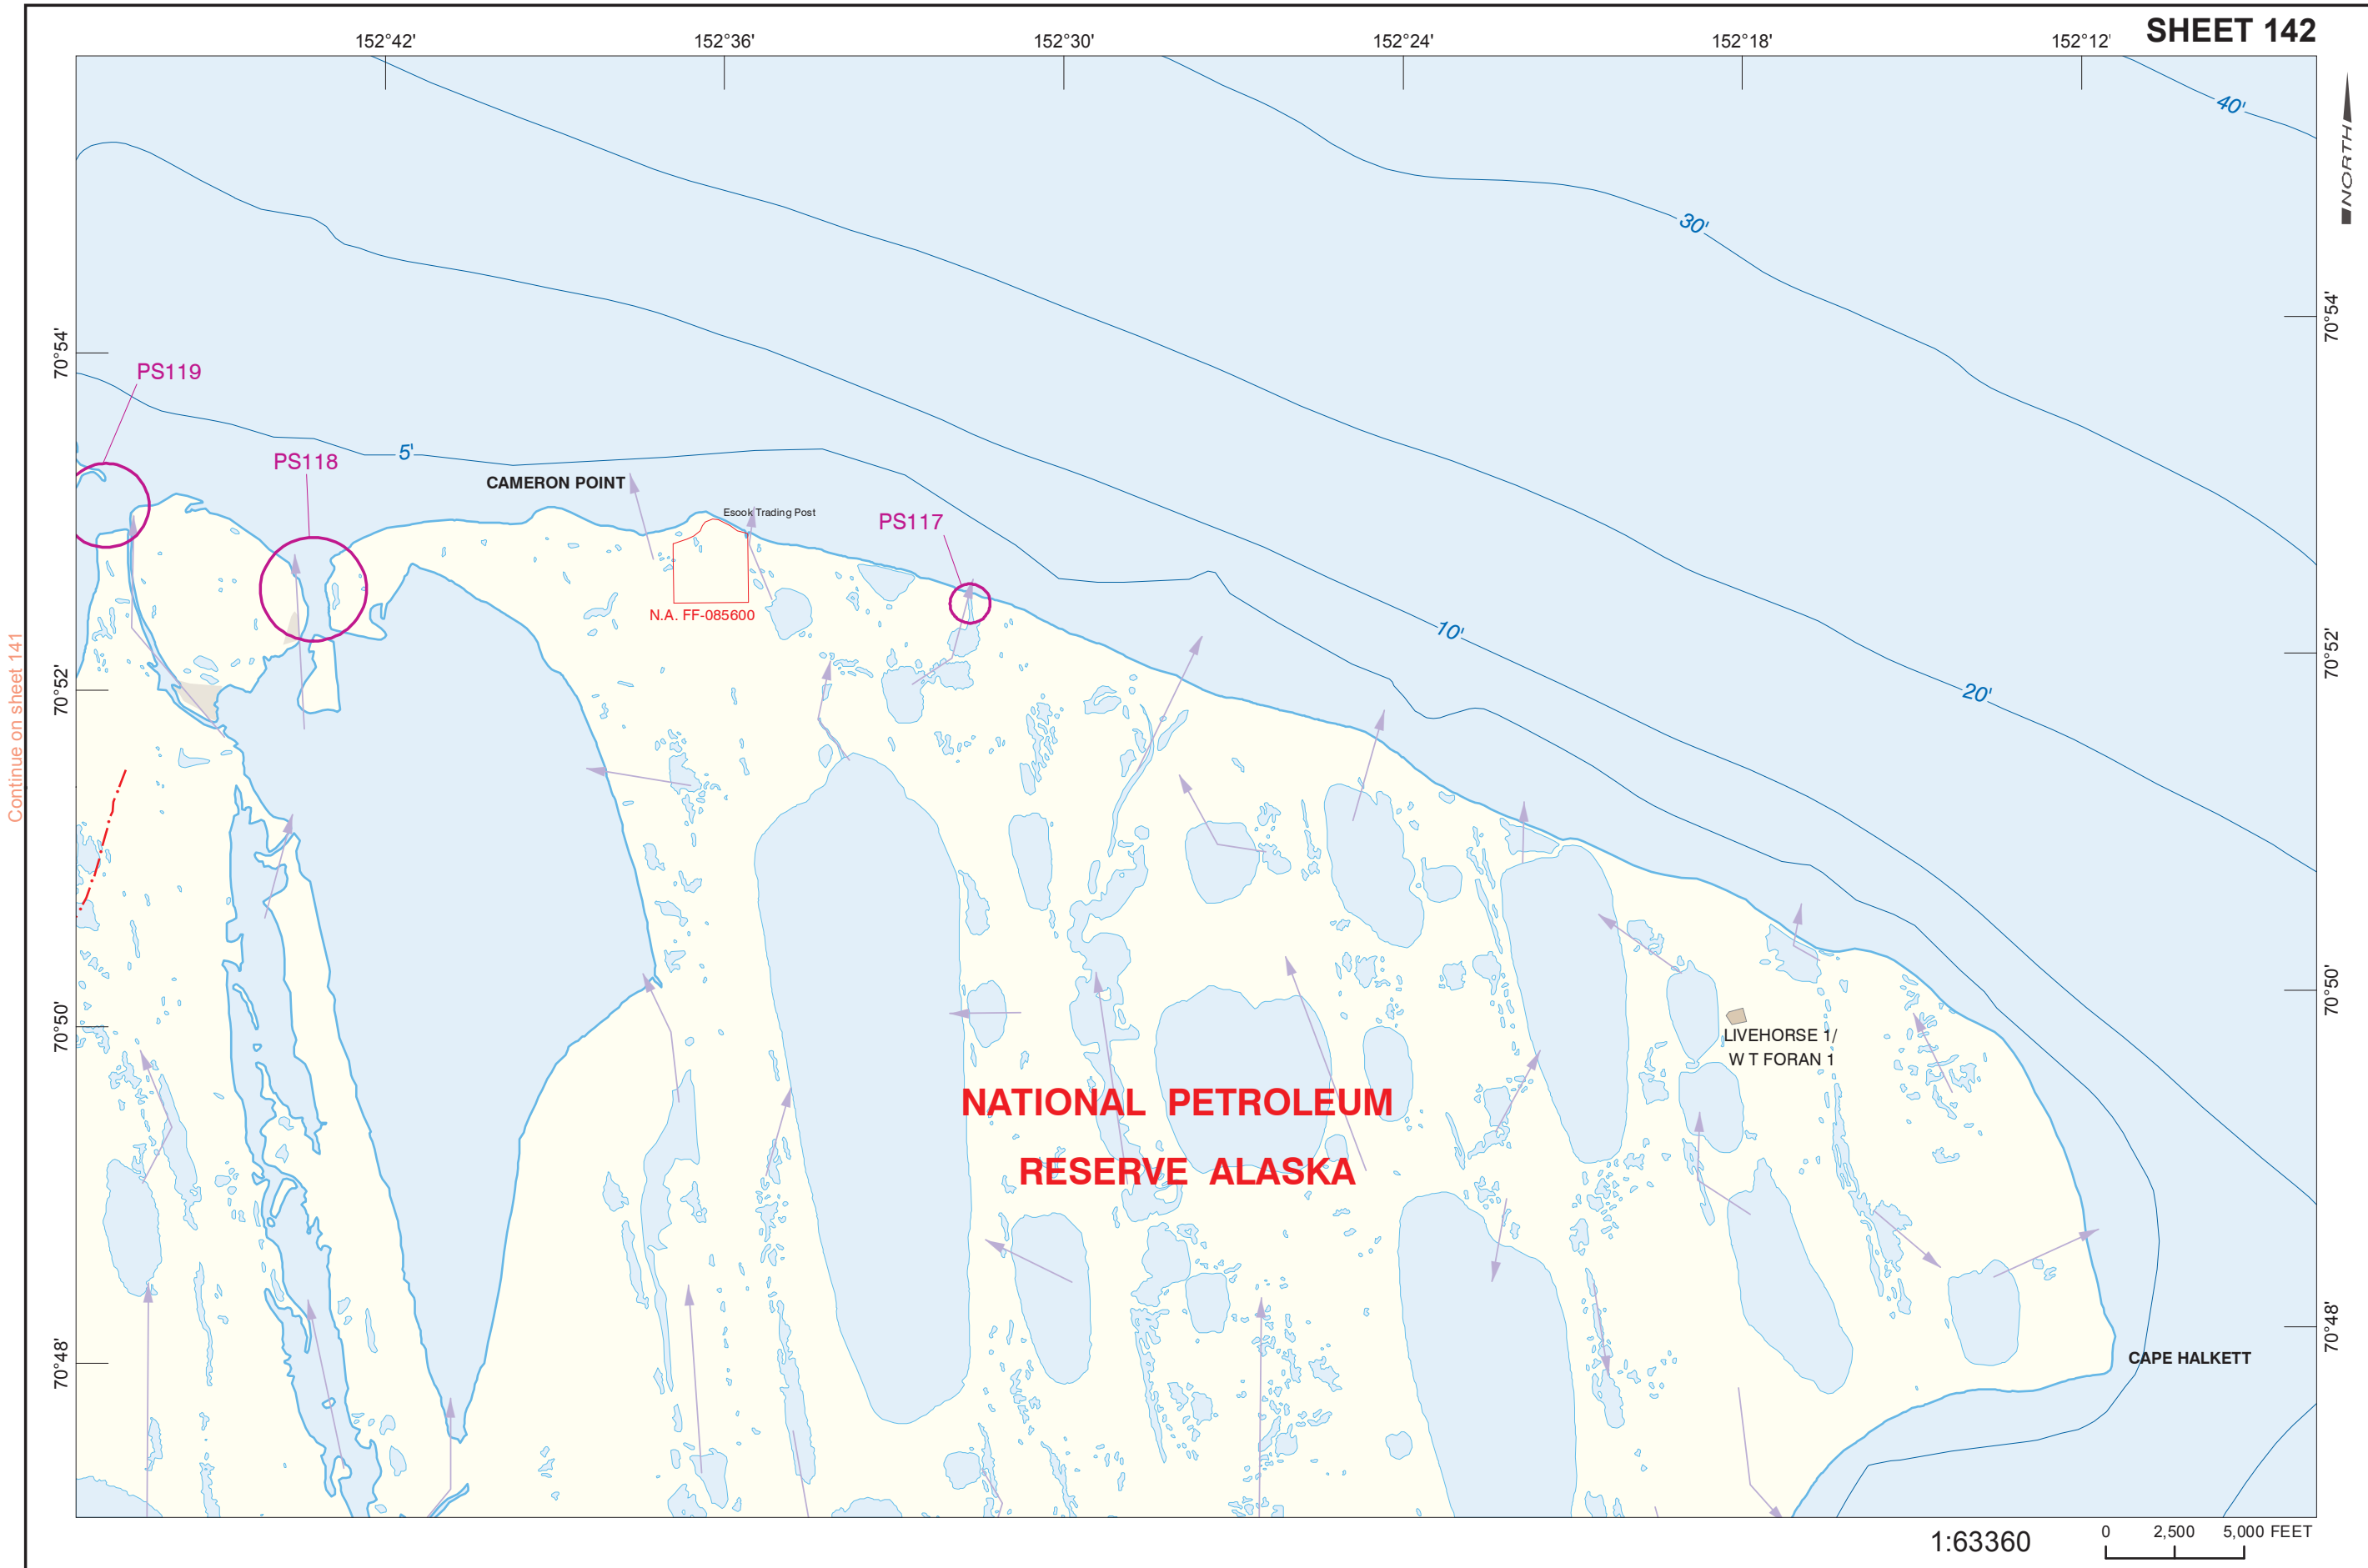 SHEET 142
152°42'
152°36'
152°30'
152°24'
152°18'
152°12'
NORTH
40'
30'
70°54'
70°54'
PS119
5'
PS118
CAMERON POINT
Esook Trading Post
PS117
N.A. FF-085600
10'
20'
70°52'
70°52'
Continue on sheet 141
70°50'
70°50'
LIVEHORSE 1/
W T FORAN 1
NATIONAL PETROLEUM
RESERVE ALASKA
70°48'
70°48'
CAPE HALKETT
1:63360
0 2,500 5,000 FEET